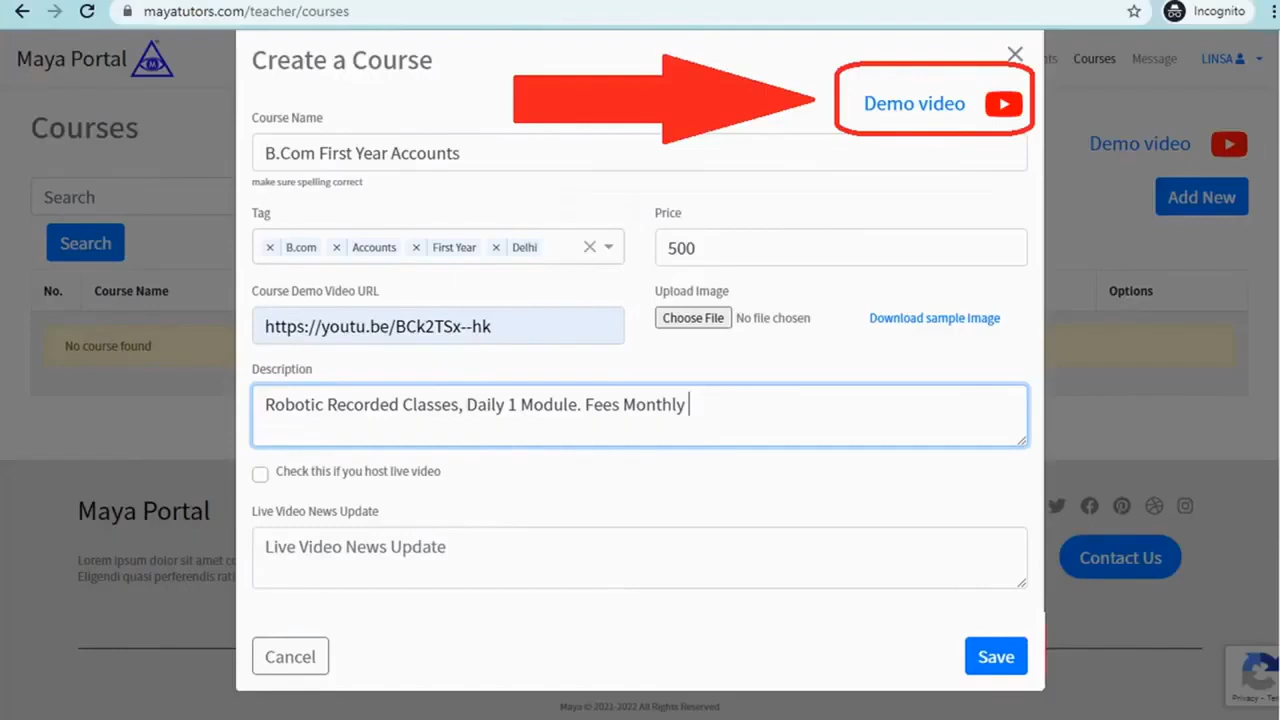 mayatutors.com/teacher/courses
Incognito
Maya Portal
nts Courses Message LINSA
Create a Course
Demo video
Courses
Course Name
B.Com First Year Accounts
make sure spelling correct
Demo video
Search
Add New
Tag
Price
B.com Accounts First Year Delhi
500
Search
No. Course Name
Options
Course Demo Video URL
Upload Image
https://youtu.be/BCk2TSx--hk
Choose File No file chosen
Download sample Image
No course found
Description
Robotic Recorded Classes, Daily 1 Module. Fees Monthly
Check this if you host live video
Live Video News Update
Live Video News Update
Maya Portal
Lorem ipsum dolor sit amet co
Eligendi quasi perferendis rati
Contact Us
Cancel
Save
Privacy - Ter
Maya © 2021-2022 All Rights Reserved